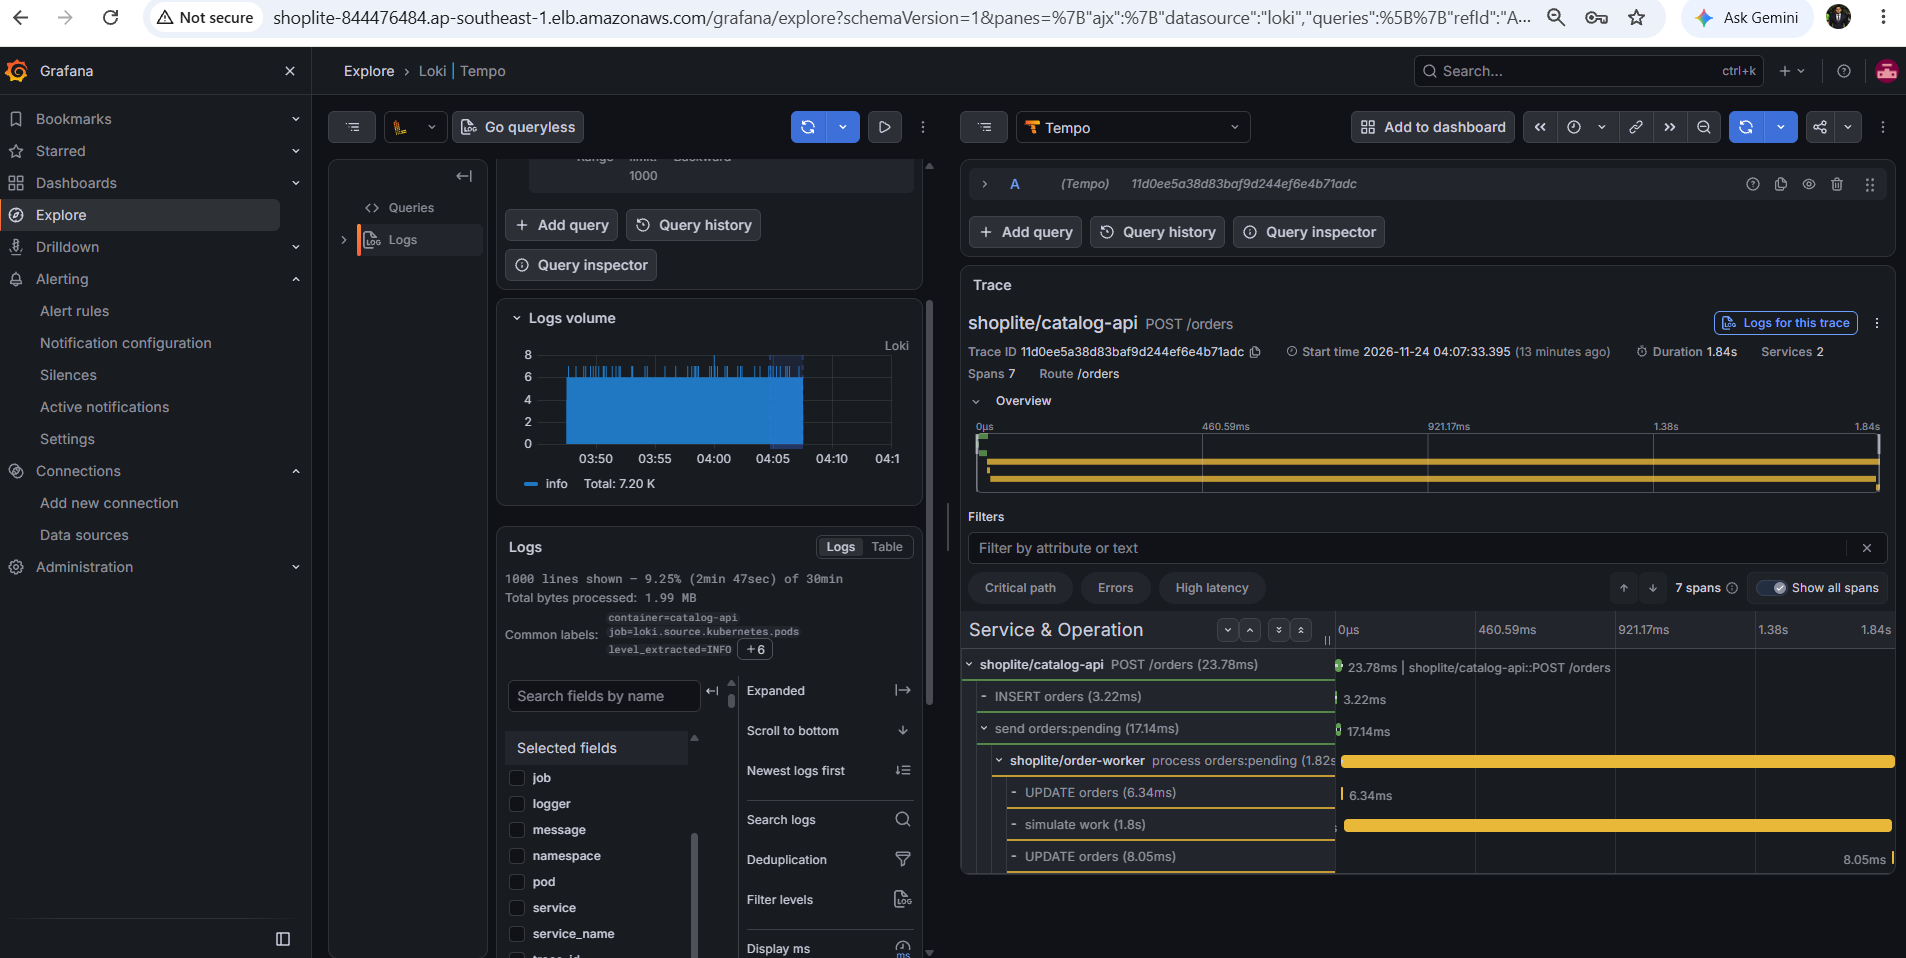 Not secure
shoplite-844476484.ap-southeast-1.elb.amazonaws.com/grafana/explore?schemaVersion=1&panes=%7B"ajx":%7B"datasource":"loki","queries":%5B%7B"refId":"A...
Ask Gemini
Grafana
Explore › Loki | Tempo
Search...
ctrl+k
Bookmarks
Starred
Dashboards
Explore
Drilldown
Alerting
Alert rules
Notification configuration
Silences
Active notifications
Settings
Connections
Add new connection
Data sources
Administration
Go queryless
Queries
LOG Logs
Range limit: Backward
1000
+ Add query
Query history
Query inspector
Logs volume
Loki
8
6
4
2
0
03:50 03:55 04:00 04:05 04:10 04:1
info Total: 7.20 K
Logs
Logs Table
1000 lines shown — 9.25% (2min 47sec) of 30min
Total bytes processed: 1.99 MB
Common labels: container=catalog-api
job=loki.source.kubernetes.pods
level_extracted=INFO +6
Search fields by name
Selected fields
job
logger
message
namespace
pod
service
service_name
trace_id
Expanded
Scroll to bottom
Newest logs first
Search logs
Deduplication
Filter levels
LOG
Display ms
ms
Tempo
Add to dashboard
A (Tempo) 11d0ee5a38d83baf9d244ef6e4b71adc
+ Add query
Query history
Query inspector
Trace
shoplite/catalog-api POST /orders
Logs for this trace
Trace ID 11d0ee5a38d83baf9d244ef6e4b71adc Start time 2026-11-24 04:07:33.395 (13 minutes ago) Duration 1.84s Services 2
Spans 7 Route /orders
Overview
0μs 460.59ms 921.17ms 1.38s 1.84s
Filters
Filter by attribute or text
Critical path
Errors
High latency
7 spans
Show all spans
Service & Operation
0μs 460.59ms 921.17ms 1.38s 1.84s
shoplite/catalog-api POST /orders (23.78ms)
23.78ms | shoplite/catalog-api::POST /orders
INSERT orders (3.22ms)
3.22ms
send orders:pending (17.14ms)
17.14ms
shoplite/order-worker process orders:pending (1.82s
UPDATE orders (6.34ms)
6.34ms
simulate work (1.8s)
UPDATE orders (8.05ms)
8.05ms